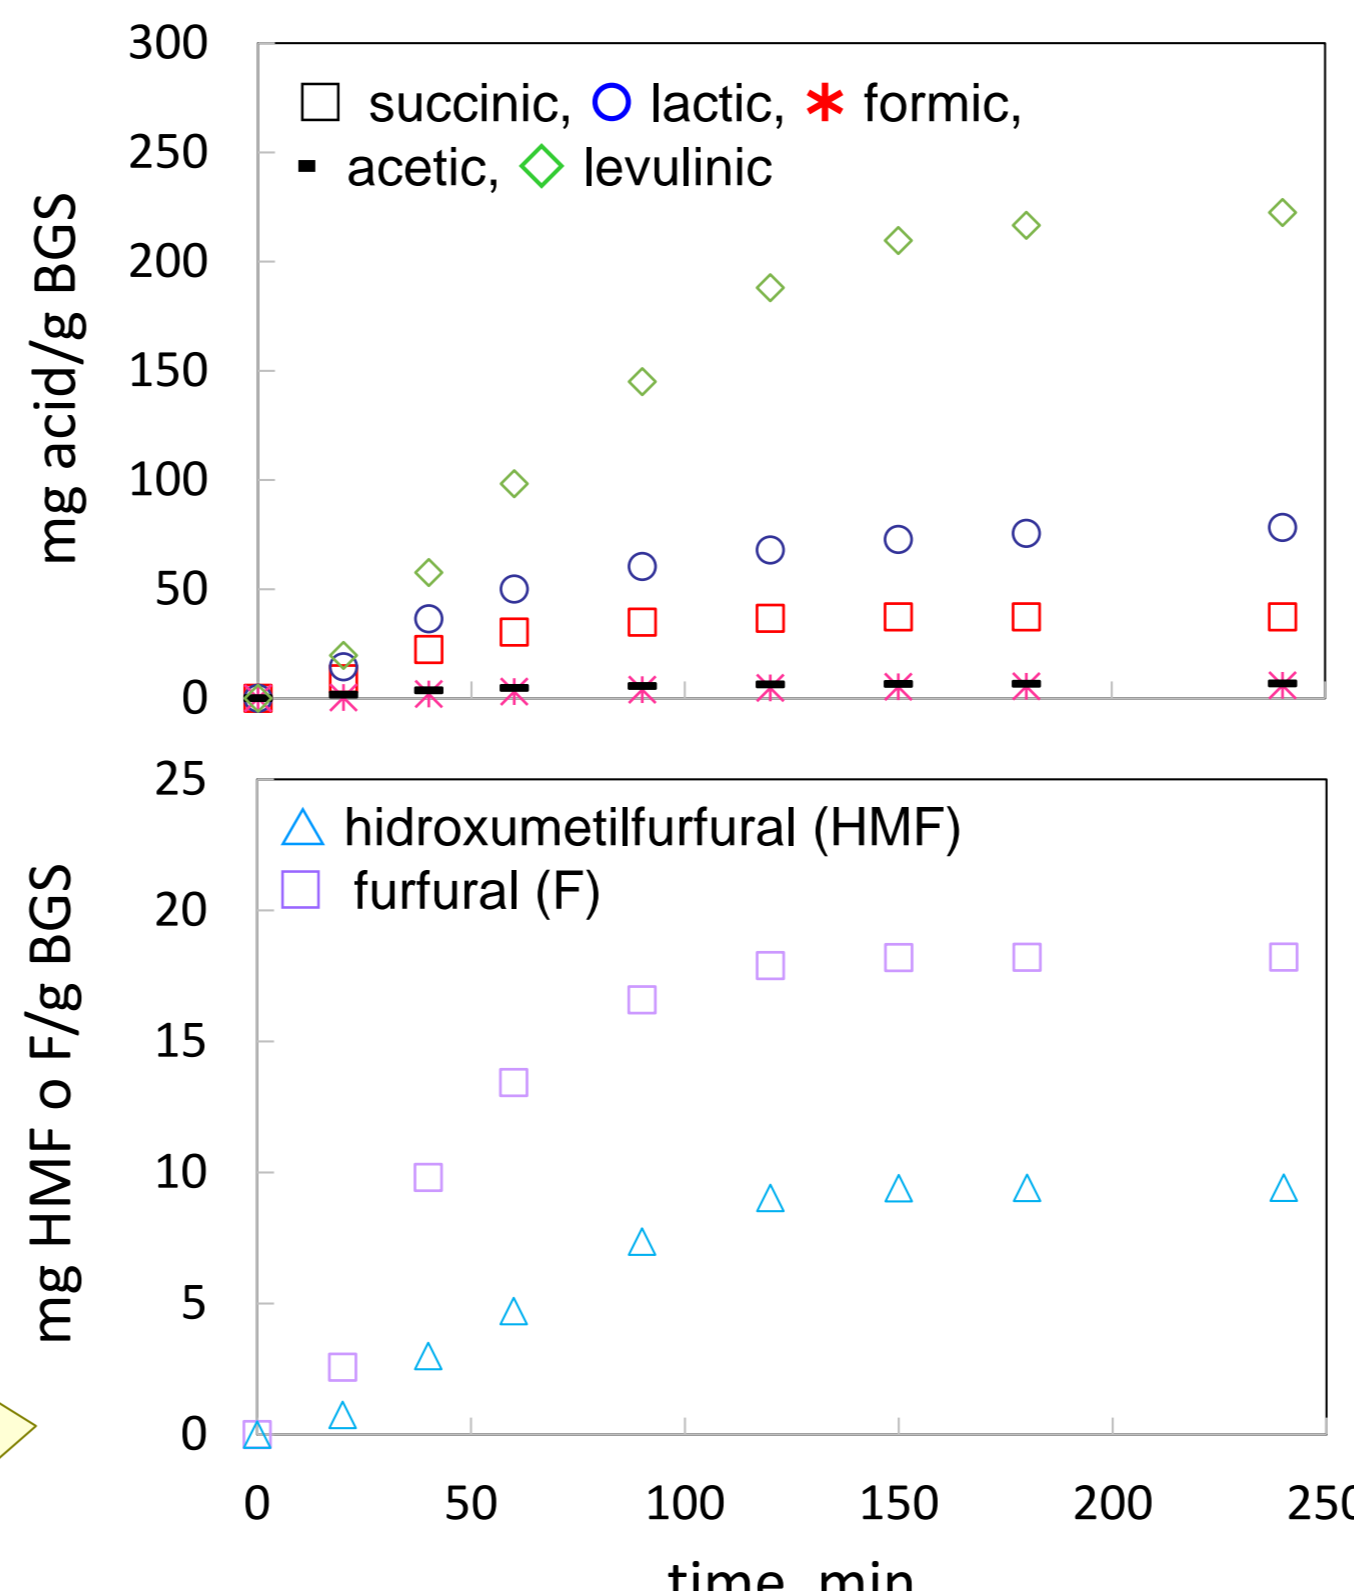 300
succinic, lactic, formic,
250
acetic, levulinic
200
150
100
50
0
mg acid/g BGS
25
hidroxumetilfurfural (HMF)
furfural (F)
20
15
10
5
0
mg HMF o F/g BGS
0 50 100 150 200 250
time, min